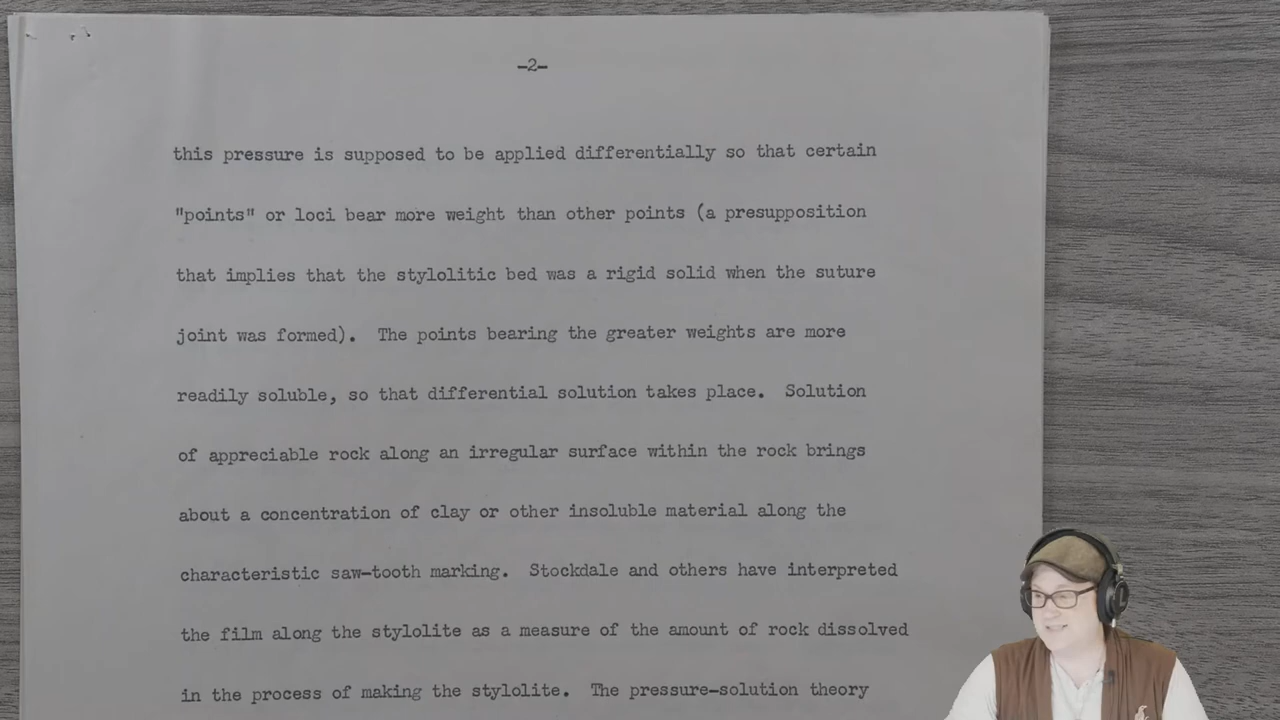 -2-
this pressure is supposed to be applied differentially so that certain
"points" or loci bear more weight than other points (a presupposition
that implies that the stylolitic bed was a rigid solid when the suture
joint was formed).  The points bearing the greater weights are more
readily soluble, so that differential solution takes place.  Solution
of appreciable rock along an irregular surface within the rock brings
about a concentration of clay or other insoluble material along the
characteristic saw-tooth marking.  Stockdale and others have interpreted
the film along the stylolite as a measure of the amount of rock dissolved
in the process of making the stylolite.  The pressure-solution theory